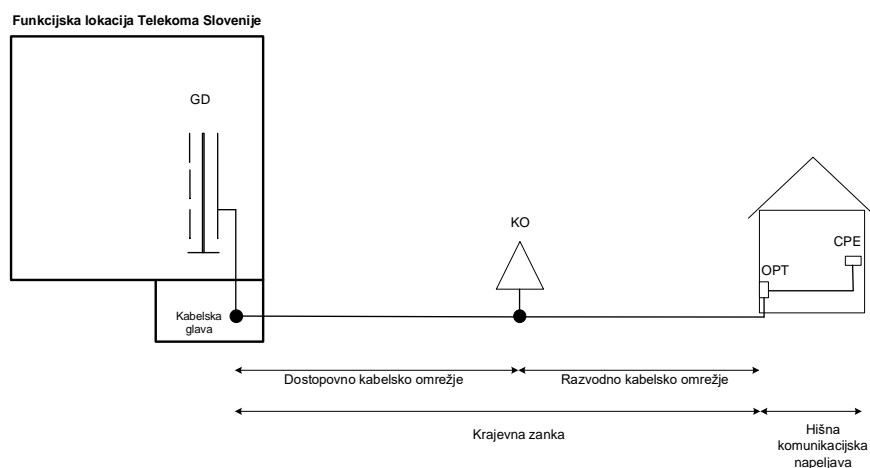 Funkcijska lokacija Telekoma Slovenije
GD
KO
CPE
OPT
Kabelska
glava
Dostopovno kabelsko omrežje
Razvodno kabelsko omrežje
Krajevna zanka
Hišna
komunikacijska
napeljava